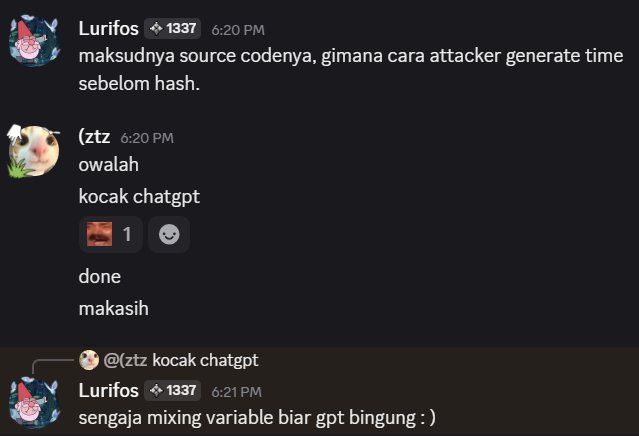 Lurifos 1337 6:20 PM
maksudnya source codenya, gimana cara attacker generate time
sebelom hash.
(ztz 6:20 PM
owalah
kocak chatgpt
1
done
makasih
@(ztz kocak chatgpt
Lurifos 1337 6:21 PM
sengaja mixing variable biar gpt bingung : )